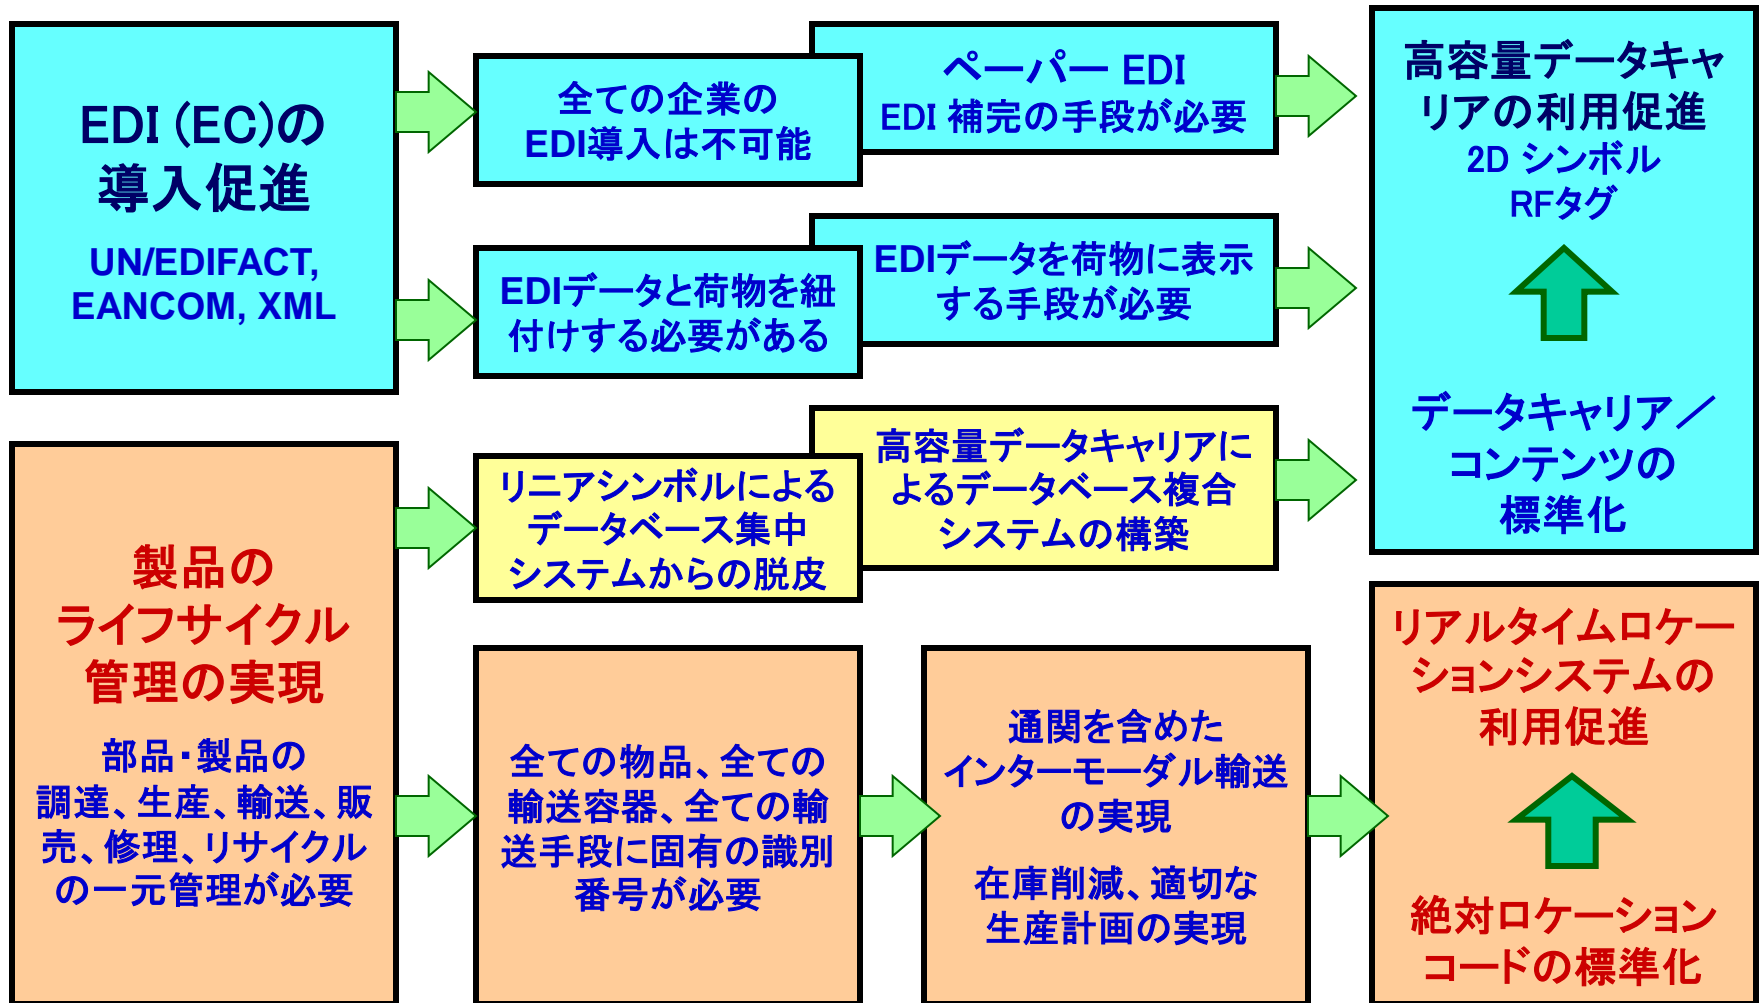 EDI (EC)の
導入促進
UN/EDIFACT,
EANCOM, XML
全ての企業の
EDI導入は不可能
ペーパー EDI
EDI 補完の手段が必要
EDIデータと荷物を紐
付けする必要がある
EDIデータを荷物に表示
する手段が必要
高容量データキャ
リアの利用促進
2D シンボル
RFタグ
データキャリア／
コンテンツの
標準化
製品の
ライフサイクル
管理の実現
部品・製品の
調達、生産、輸送、販
売、修理、リサイクル
の一元管理が必要
リニアシンボルによる
データベース集中
システムからの脱皮
高容量データキャリアに
よるデータベース複合
システムの構築
全ての物品、全ての
輸送容器、全ての輸
送手段に固有の識別
番号が必要
通関を含めた
インターモーダル輸送
の実現
在庫削減、適切な
生産計画の実現
リアルタイムロケー
ションシステムの
利用促進
絶対ロケーション
コードの標準化